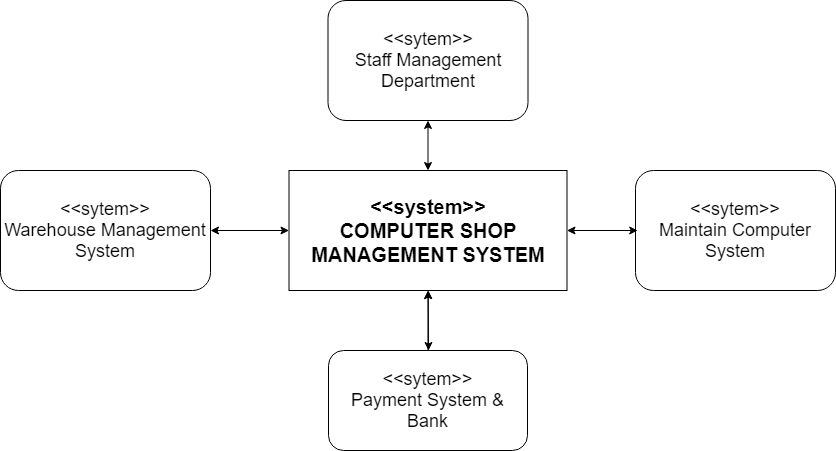 <<sytem>>
Staff Management
Department
<<sytem>>
Warehouse Management
System
<<system>>
COMPUTER SHOP
MANAGEMENT SYSTEM
<<sytem>>
Maintain Computer
System
<<sytem>>
Payment System &
Bank